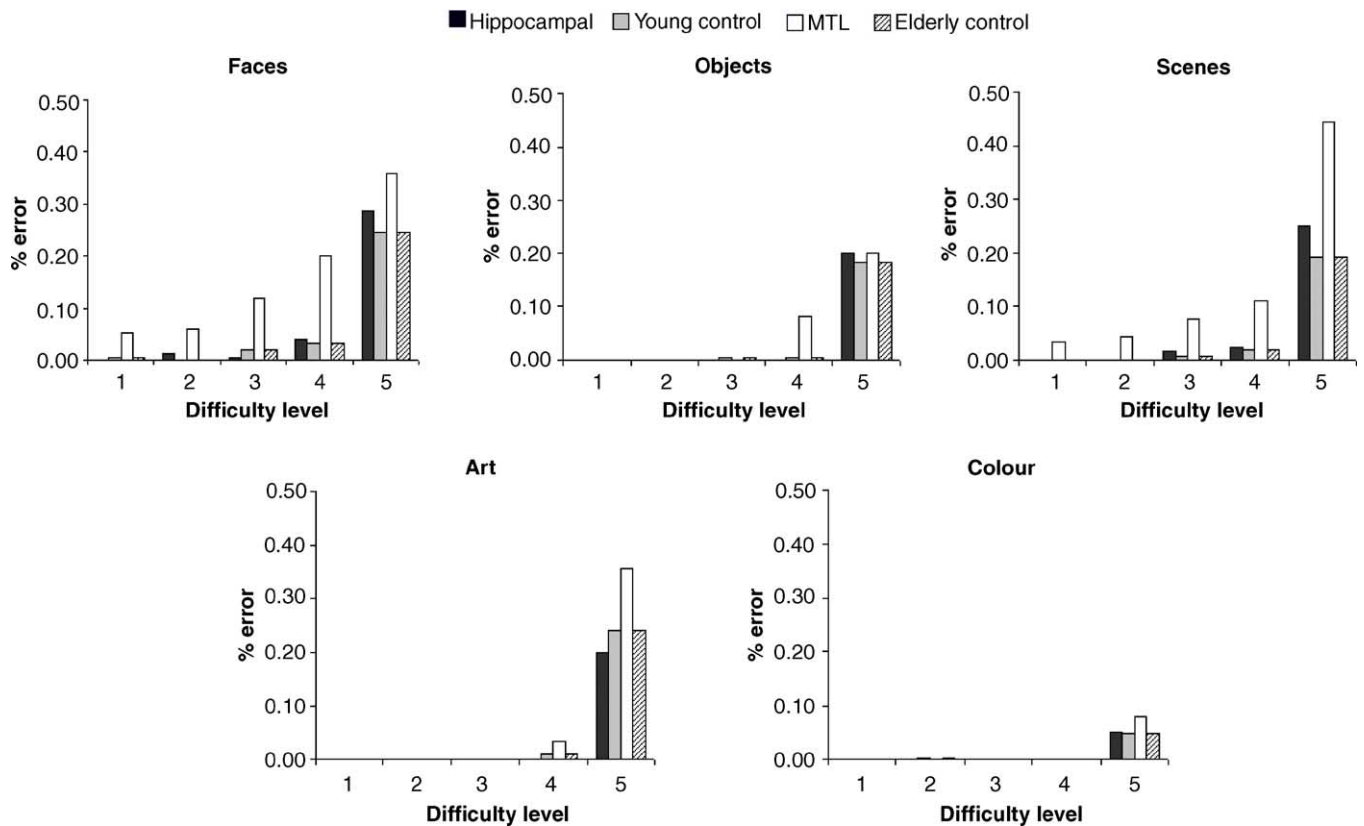 Hippocampal Young control MTL Elderly control
Faces
0.50
0.40
0.30
0.20
0.10
0.00
% error
1 2 3 4 5
Difficulty level
Objects
0.50
0.40
0.30
0.20
0.10
0.00
% error
1 2 3 4 5
Difficulty level
Scenes
0.50
0.40
0.30
0.20
0.10
0.00
% error
1 2 3 4 5
Difficulty level
Art
0.50
0.40
0.30
0.20
0.10
0.00
% error
1 2 3 4 5
Difficulty level
Colour
0.50
0.40
0.30
0.20
0.10
0.00
% error
1 2 3 4 5
Difficulty level